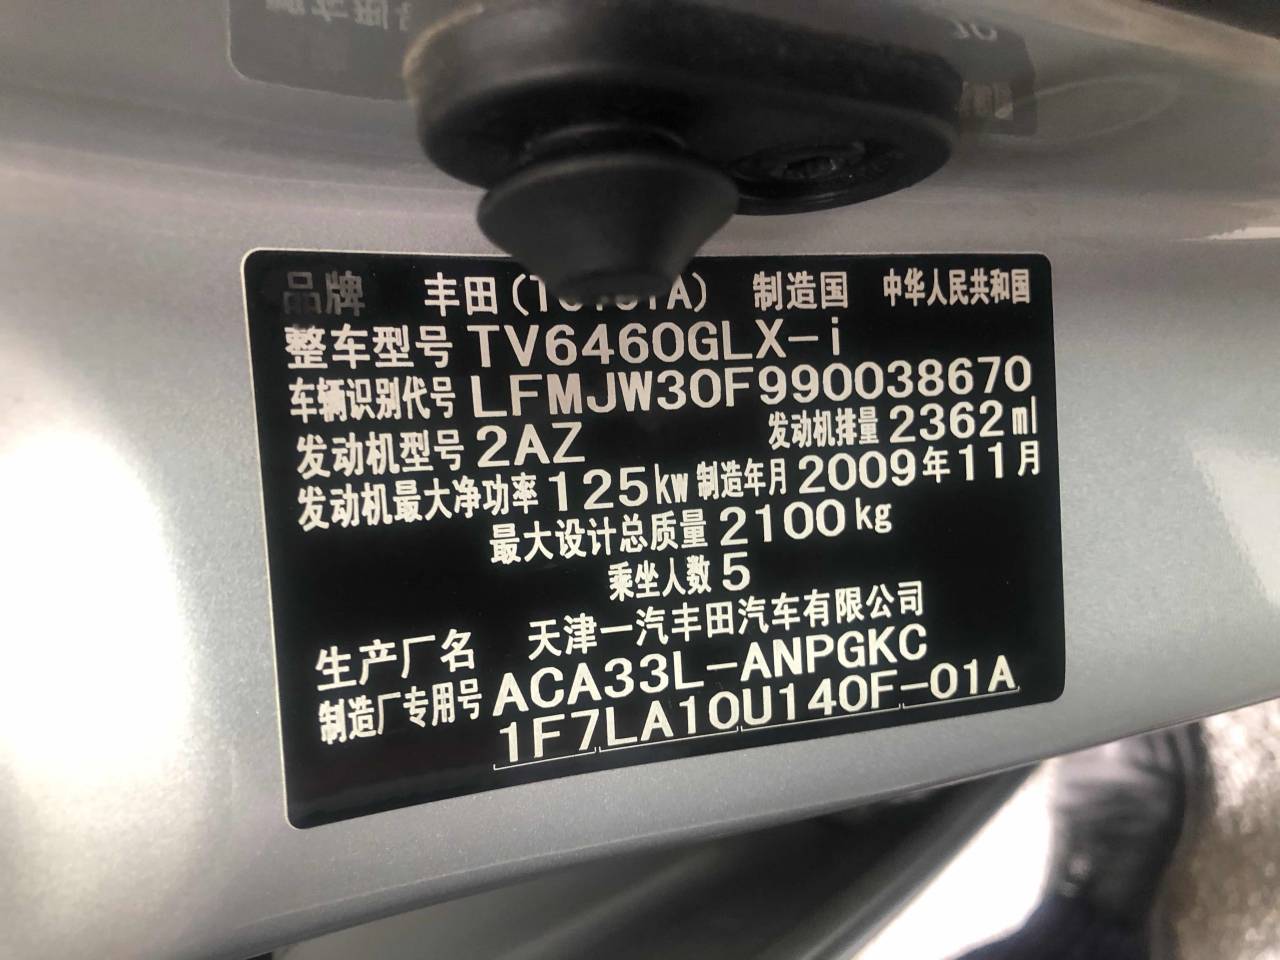 品牌 丰田(TOYOTA) 制造国 中华人民共和国
整车型号 TV6460GLX-i
车辆识别代号 LFMJW30F990038670
发动机型号 2AZ 发动机排量 2362ml
发动机最大净功率 125kw 制造年月 2009年11月
最大设计总质量 2100kg
乘坐人数 5
生产厂名 天津一汽丰田汽车有限公司
制造厂专用号 ACA33L-ANPGKC
1F7LA10U140F-01A